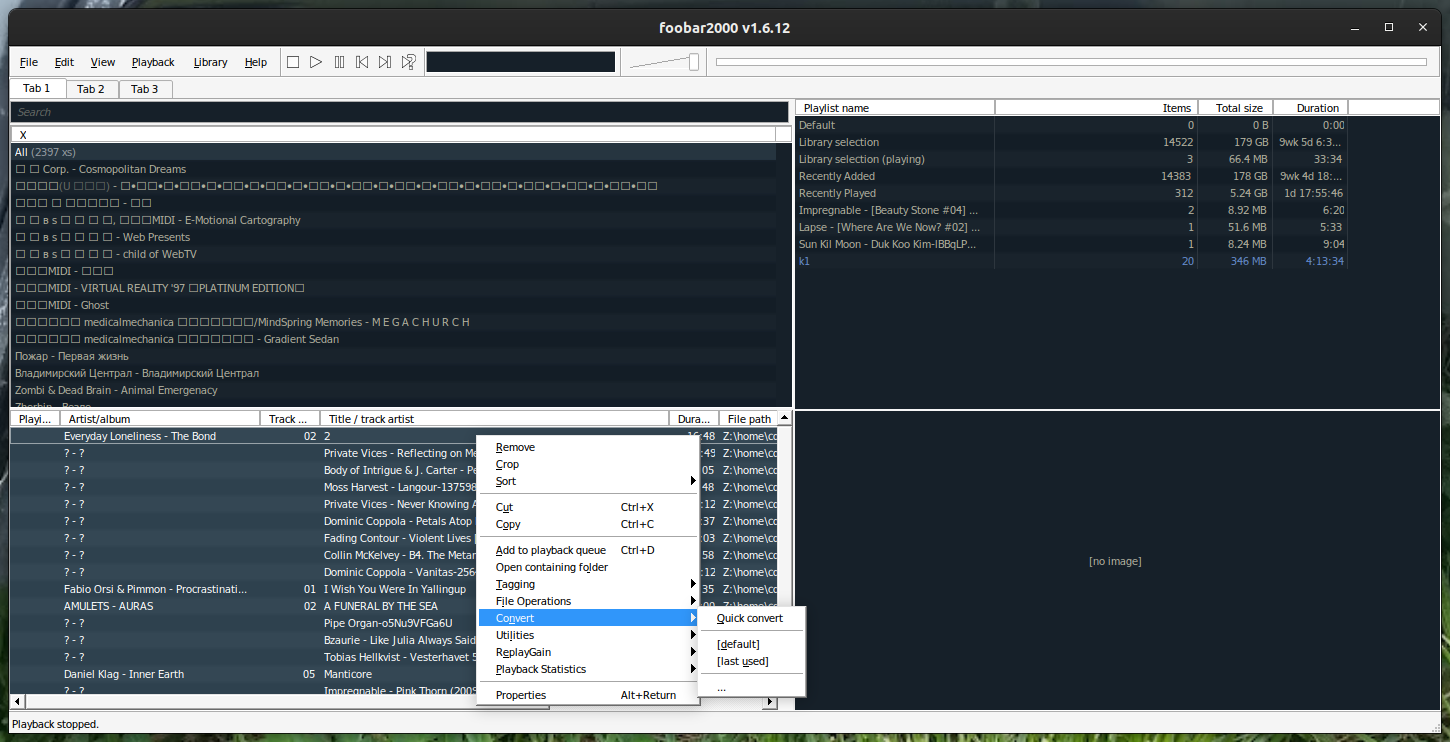 foobar2000 v1.6.12
File Edit View Playback Library Help
Tab 1 Tab 2 Tab 3
Search
X
All (2397 xs)
□ □ Corp. - Cosmopolitan Dreams
□□□□(U □□□) - □•□□•□•□□•□•□□•□•□□•□•□□•□•□□•□•□□•□•□□•□•□□•□•□□•□•□□
□□□ □ □□□□□ - □□
□ □ в s □ □ □ □, □□□MIDI - E-Motional Cartography
□ □ в s □ □ □ □ - Web Presents
□ □ в s □ □ □ □ - child of WebTV
□□□MIDI - □□□
□□□MIDI - VIRTUAL REALITY '97 □PLATINUM EDITION□
□□□MIDI - Ghost
□□□□□□ medicalmechanica □□□□□□□/MindSpring Memories - M E G A C H U R C H
□□□□□□ medicalmechanica □□□□□□□ - Gradient Sedan
Пожар - Первая жизнь
Владимирский Централ - Владимирский Централ
Zombi & Dead Brain - Animal Emergenacy
Playlist name Items Total size Duration
Default 0 0 B 0:00
Library selection 14522 179 GB 9wk 5d 6:3...
Library selection (playing) 3 66.4 MB 33:34
Recently Added 14383 178 GB 9wk 4d 18:...
Recently Played 312 5.24 GB 1d 17:55:46
Impregnable - [Beauty Stone #04] ... 2 8.92 MB 6:20
Lapse - [Where Are We Now? #02] ... 1 51.6 MB 5:33
Sun Kil Moon - Duk Koo Kim-IBBqLP... 1 8.24 MB 9:04
k1 20 346 MB 4:13:34
Playi... Artist/album Track ... Title / track artist Dura... File path
Everyday Loneliness - The Bond 02 2 16:48 Z:\home\cc
? - ? Private Vices - Reflecting on Me :49 Z:\home\cc
? - ? Body of Intrigue & J. Carter - Pe 05 Z:\home\cc
? - ? Moss Harvest - Langour-137598 48 Z:\home\cc
? - ? Private Vices - Never Knowing A :12 Z:\home\cc
? - ? Dominic Coppola - Petals Atop :37 Z:\home\cc
? - ? Fading Contour - Violent Lives :03 Z:\home\cc
? - ? Collin McKelvey - B4. The Metar 58 Z:\home\cc
? - ? Dominic Coppola - Vanitas-256 :12 Z:\home\cc
Fabio Orsi & Pimmon - Procrastinati... 01 I Wish You Were In Yallingup 35 Z:\home\cc
AMULETS - AURAS 02 A FUNERAL BY THE SEA
? - ? Pipe Organ-o5Nu9VFGa6U
? - ? Bzaurie - Like Julia Always Said
? - ? Tobias Hellkvist - Vesterhavet 5
Daniel Klag - Inner Earth 05 Manticore
? - ? Impregnable - Pink Thorn (2009
Remove
Crop
Sort
Cut Ctrl+X
Copy Ctrl+C
Add to playback queue Ctrl+D
Open containing folder
Tagging
File Operations
Convert
Utilities
ReplayGain
Playback Statistics
Properties Alt+Return
Quick convert
[default]
[last used]
...
[no image]
Playback stopped.